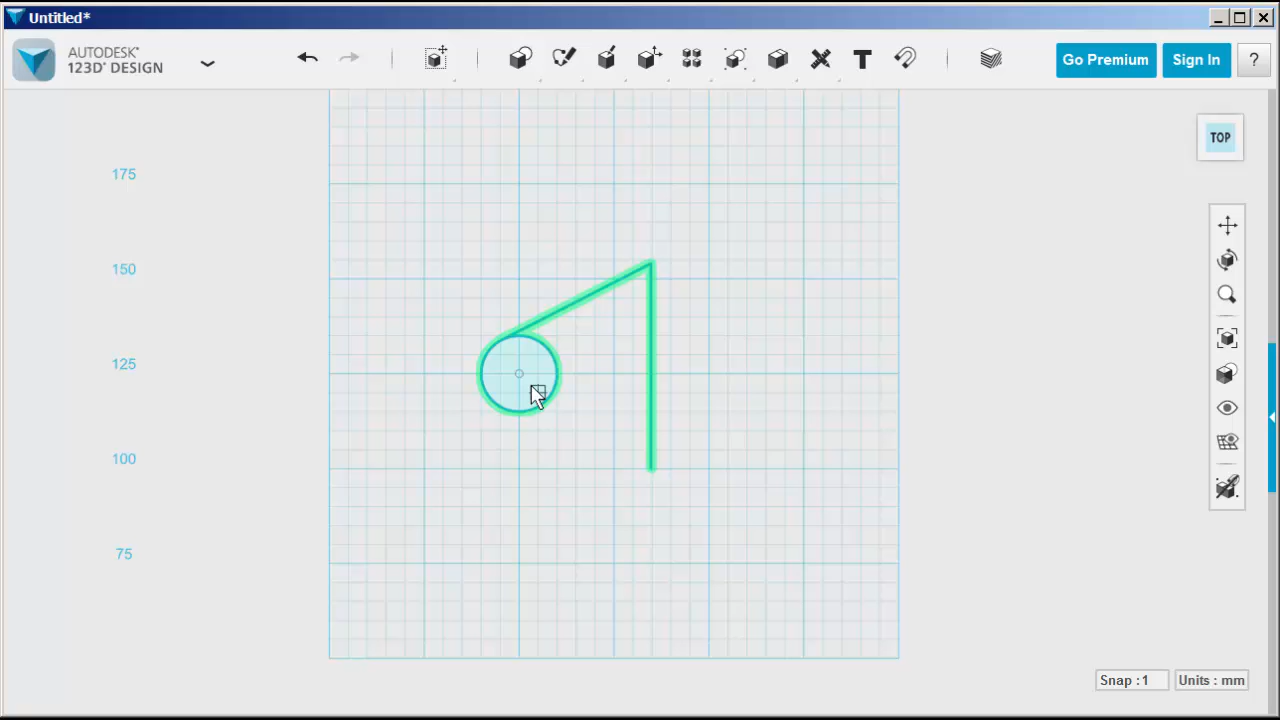 Untitled*
AUTODESK®
123D® DESIGN
T
Go Premium
Sign In
?
TOP
175
150
125
100
75
Snap : 1
Units : mm